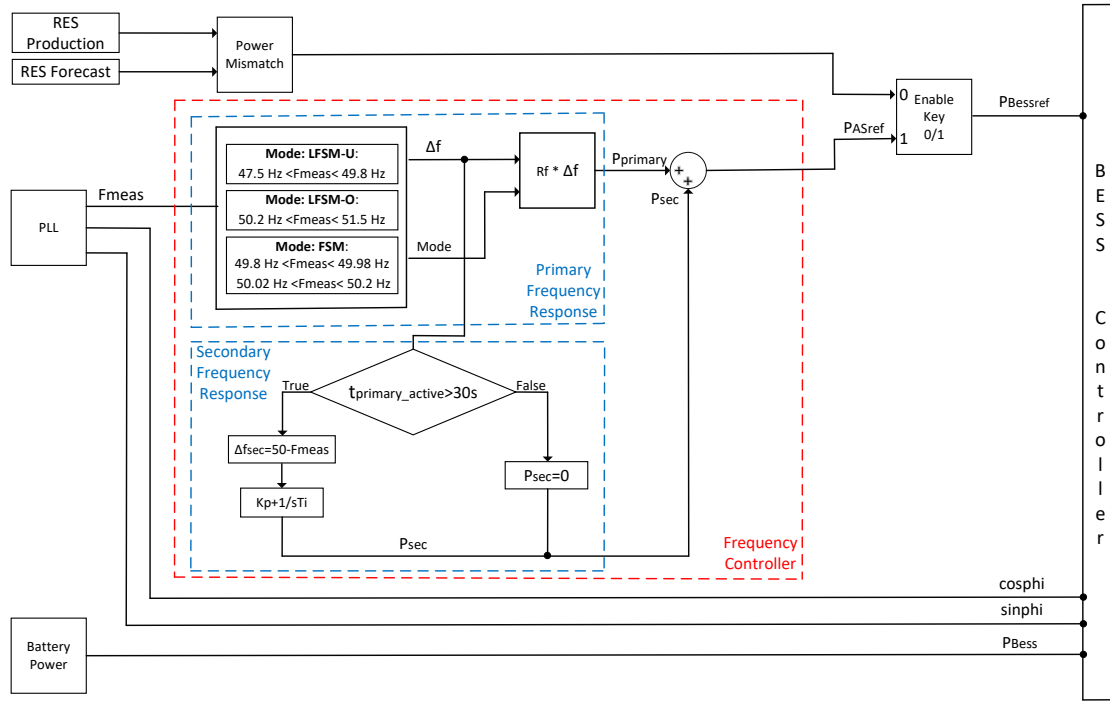 RES
Production
RES Forecast
Power
Mismatch
0
1
Enable
Key
0/1
PBessref
PASref
Mode: LFSM-U:
47.5 Hz <Fmeas< 49.8 Hz
Mode: LFSM-O:
50.2 Hz <Fmeas< 51.5 Hz
Mode: FSM:
49.8 Hz <Fmeas< 49.98 Hz
50.02 Hz <Fmeas< 50.2 Hz
Δf
Mode
Rf * Δf
Pprimary
+
+
Psec
Fmeas
PLL
Primary
Frequency
Response
Secondary
Frequency
Response
True
tprimary_active>30s
False
Δfsec=50-Fmeas
Kp+1/sTi
Psec=0
Psec
Frequency
Controller
cosphi
sinphi
PBess
Battery
Power
BESS Controller